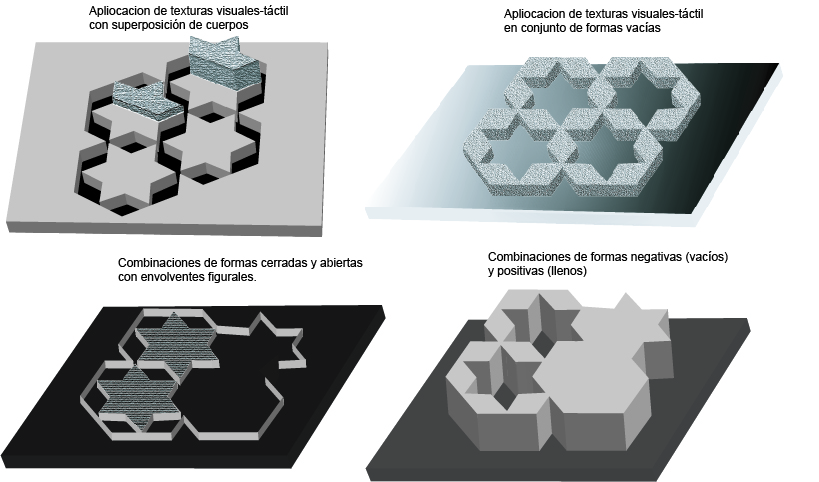 Apliocacion de texturas visuales-táctil
con superposición de cuerpos
Apliocacion de texturas visuales-táctil
en conjunto de formas vacías
Combinaciones de formas cerradas y abiertas
con envolventes figurales.
Combinaciones de formas negativas (vacíos)
y positivas (llenos)